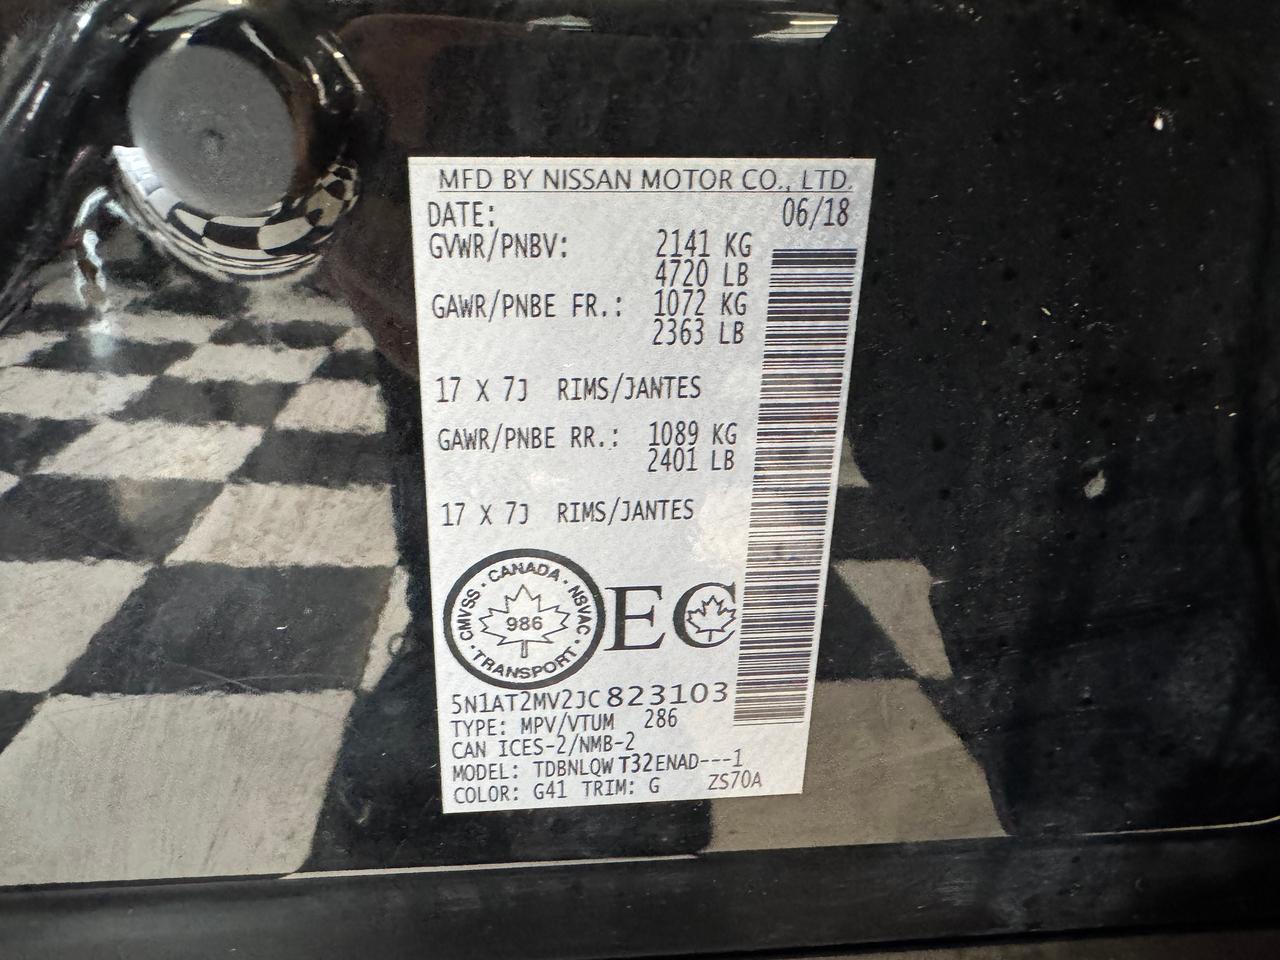 MFD BY NISSAN MOTOR CO., LTD.
DATE: 06/18
GVWR/PNBV: 2141 KG
4720 LB
GAWR/PNBE FR.: 1072 KG
2363 LB
17 X 7J RIMS/JANTES
GAWR/PNBE RR.: 1089 KG
2401 LB
17 X 7J RIMS/JANTES
CMVSS · CANADA · NSVAC · TRANSPORT ·
986
EC
5N1AT2MV2JC823103
TYPE: MPV/VTUM 286
CAN ICES-2/NMB-2
MODEL: TDBNLQWT32ENAD---1
COLOR: G41 TRIM: G ZS70A